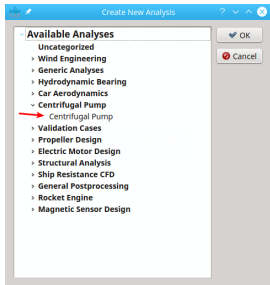 Create New Analysis
Available Analyses
OK
Uncategorized
Wind Engineering
Cancel
Generic Analyses
Hydrodynamic Bearing
Car Aerodynamics
Centrifugal Pump
Centrifugal Pump
Validation Cases
Propeller Design
Electric Motor Design
Structural Analysis
Ship Resistance CFD
General Postprocessing
Rocket Engine
Magnetic Sensor Design